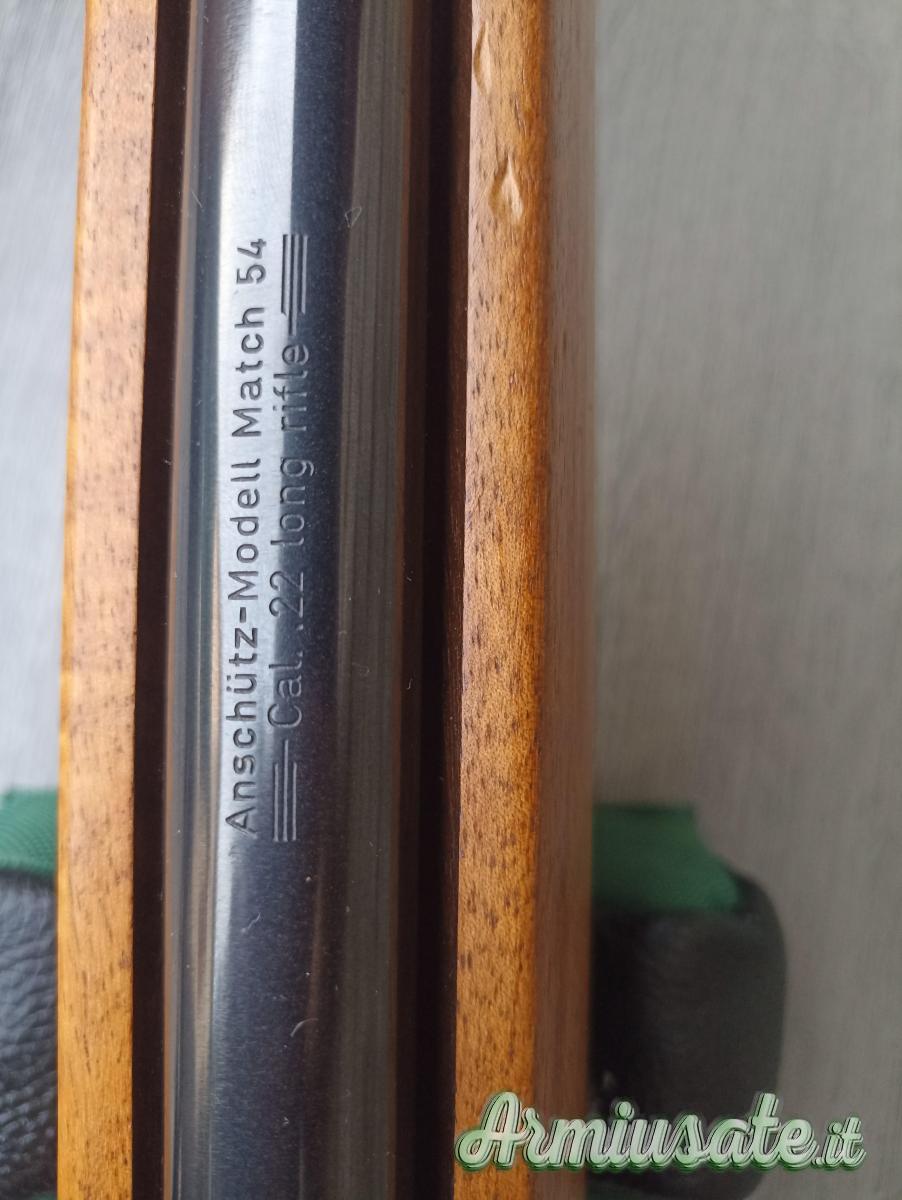 Anschütz-Modell Match 54
Cal. .22 long rifle
Armiusate.it